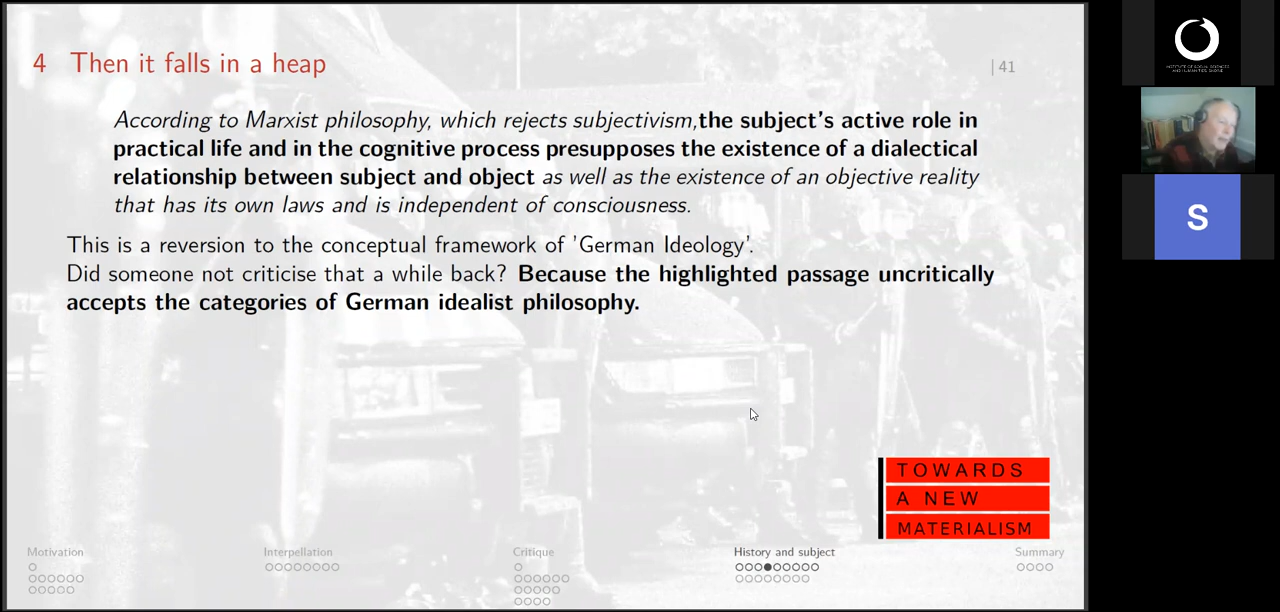 4 Then it falls in a heap
| 41
According to Marxist philosophy, which rejects subjectivism,the subject's active role in
practical life and in the cognitive process presupposes the existence of a dialectical
relationship between subject and object as well as the existence of an objective reality
that has its own laws and is independent of consciousness.
This is a reversion to the conceptual framework of 'German Ideology'.
Did someone not criticise that a while back? Because the highlighted passage uncritically
accepts the categories of German idealist philosophy.
TOWARDS
A NEW
MATERIALISM
Motivation
Interpellation
Critique
History and subject
Summary
INSTITUTE OF SOCIAL SCIENCES
S